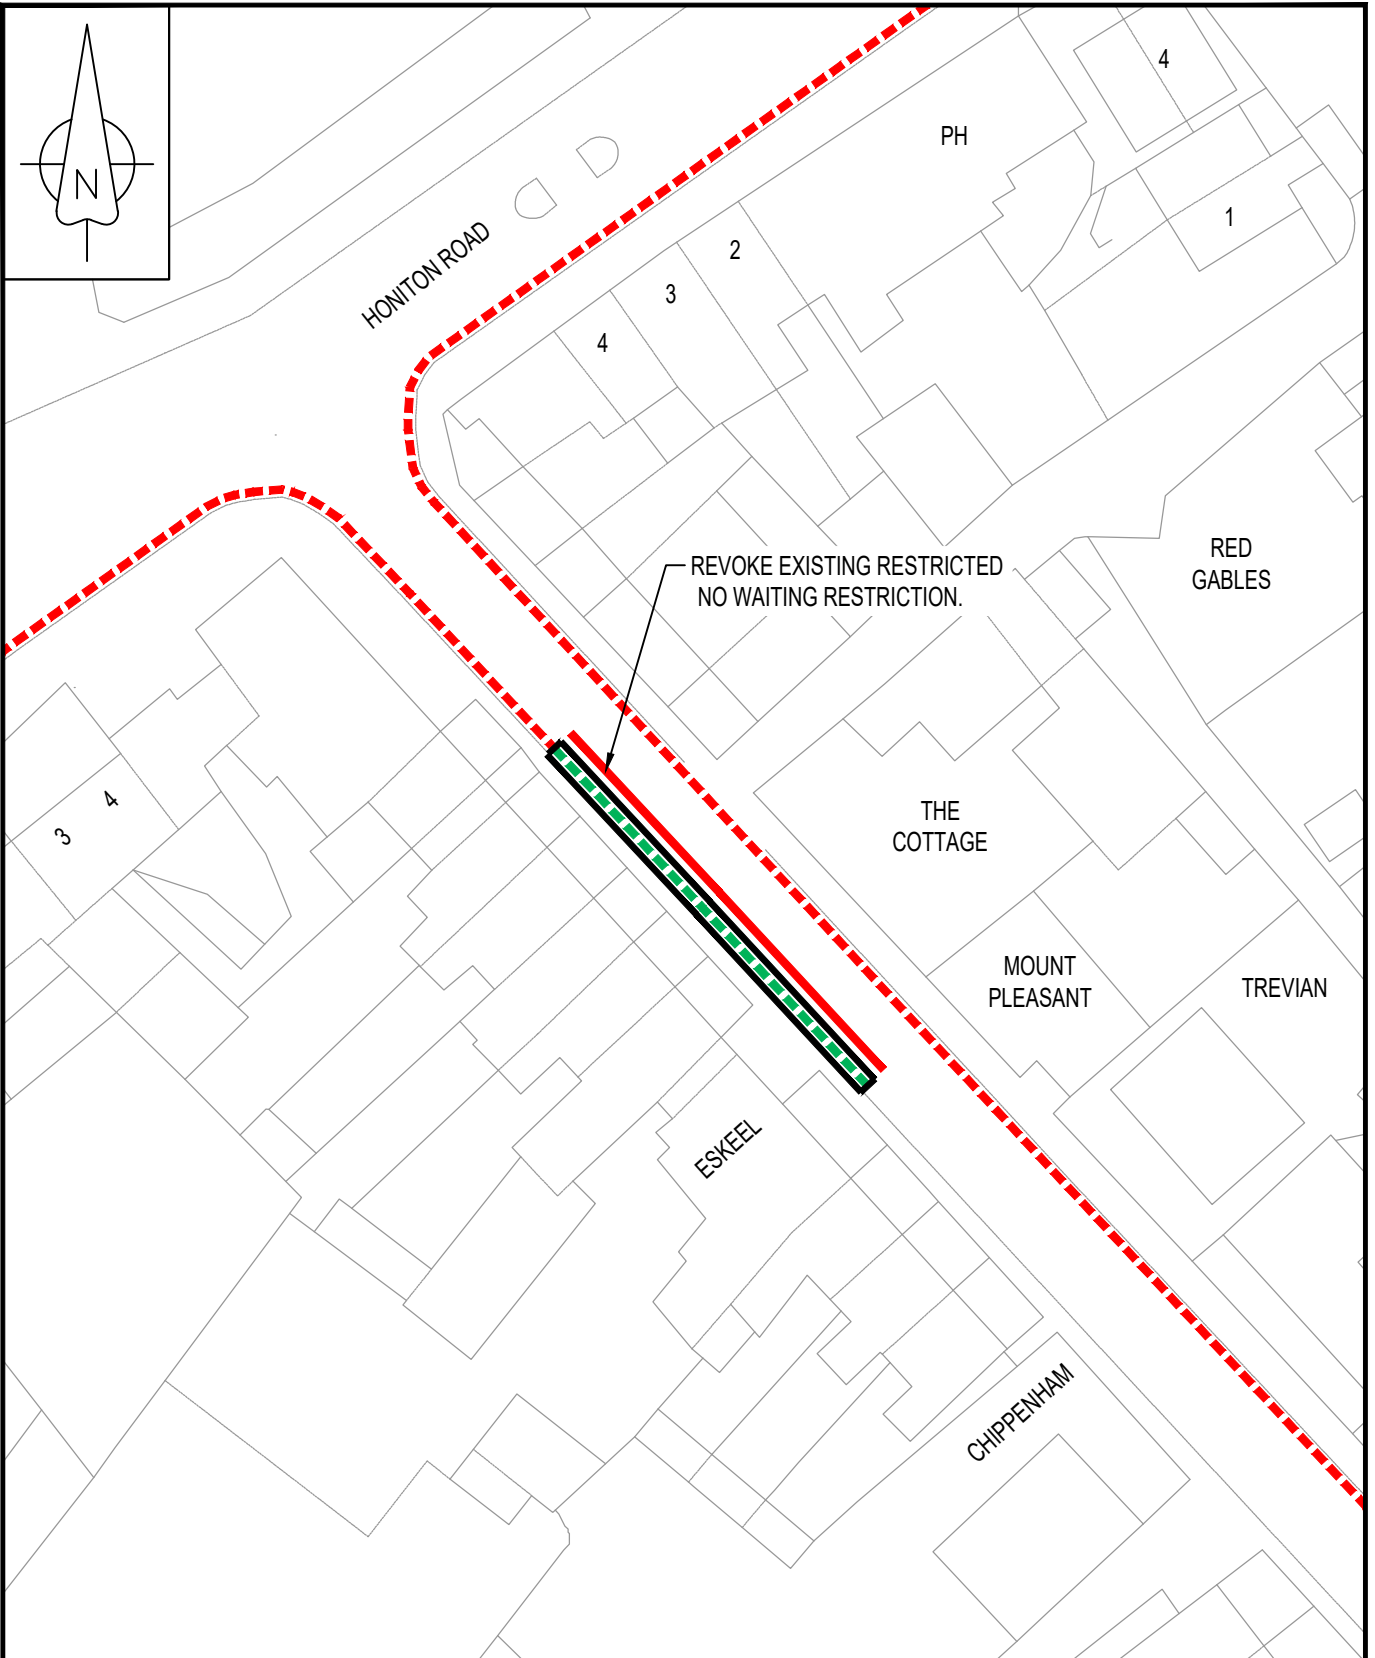 N
4
PH
1
HONITON ROAD
2
3
4
REVOKE EXISTING RESTRICTED
NO WAITING RESTRICTION.
RED
GABLES
3
4
THE
COTTAGE
MOUNT
PLEASANT
TREVIAN
ESKEEL
CHIPPENHAM